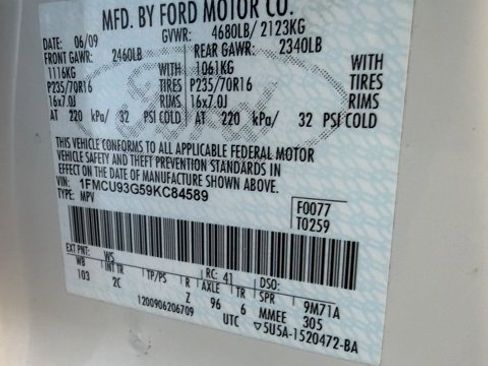 MFD. BY FORD MOTOR CO.
06/09 GVWR: 4680LB/ 2123KG
FRONT GAWR: 2460LB REAR GAWR: 2340LB
1116KG 1061KG WITH
P235/70R16 P235/70R16 TIRES
16x7.0J 16x7.0J RIMS
AT 220 kPa/ 32 PSI COLD AT 220 kPa/ 32 PSI COLD
WITH
TIRES
RIMS
THIS VEHICLE CONFORMS TO ALL APPLICABLE FEDERAL MOTOR
VEHICLE SAFETY AND THEFT PREVENTION STANDARDS IN
EFFECT ON THE DATE OF MANUFACTURE SHOWN ABOVE.
VIN: 1FMCU93G59KC84589
TYPE: MPV
F0077
T0259
EXT PNT: WS RC: 41 DSO:
WB INT TR TP/PS R AXLE TR SPR 9M71A
103 2C Z 96 6 MMEE 305
1200906206709 UTC 5U5A-1520472-BA